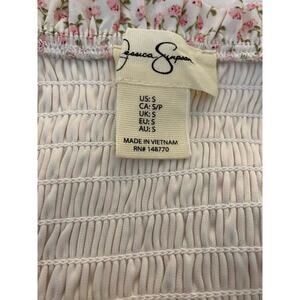 Jessica Simpson
US: S
CA: S/P
UK: S
EU: S
AU: S
MADE IN VIETNAM
RN# 148770